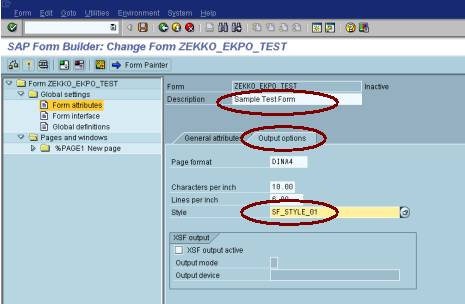 Form Edit Goto Utilities Environment System Help
SAP Form Builder: Change Form ZEKKO_EKPO_TEST
Form Painter
Form ZEKKO_EKPO_TEST
Global settings
Form attributes
Form interface
Global definitions
Pages and windows
%PAGE1 New page
Form ZEKKO_EKPO_TEST Inactive
Description Sample Test Form
General attributes Output options
Page format DINA4
Characters per inch 10.00
Lines per inch 6.00
Style SF_STYLE_01
XSF output
XSF output active
Output mode
Output device